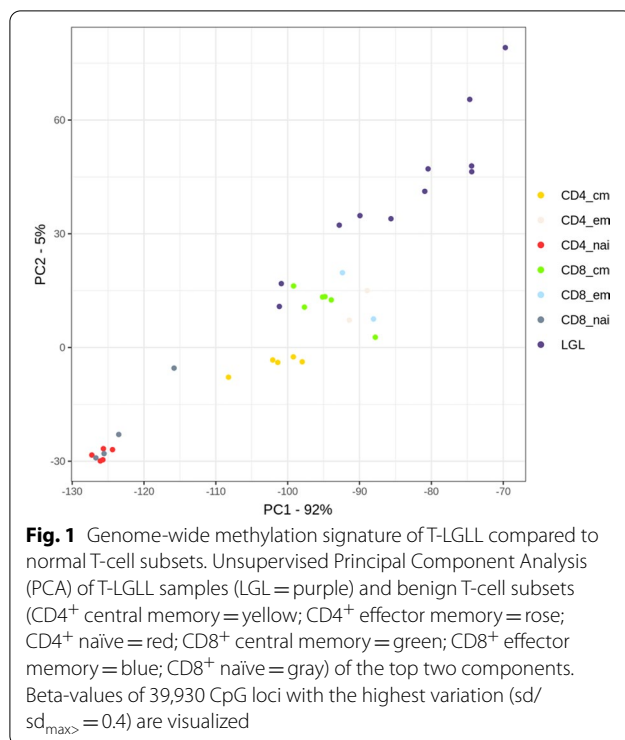 60
30
0
-30
PC2 - 5%
-130
-120
-110
-100
-90
-80
-70
PC1 - 92%
CD4_cm
CD4_em
CD4_nai
CD8_cm
CD8_em
CD8_nai
LGL
Fig. 1 Genome-wide methylation signature of T-LGLL compared to
normal T-cell subsets. Unsupervised Principal Component Analysis
(PCA) of T-LGLL samples (LGL = purple) and benign T-cell subsets
(CD4⁺ central memory = yellow; CD4⁺ effector memory = rose;
CD4⁺ naïve = red; CD8⁺ central memory = green; CD8⁺ effector
memory = blue; CD8⁺ naïve = gray) of the top two components.
Beta-values of 39,930 CpG loci with the highest variation (sd/
sdmax> = 0.4) are visualized